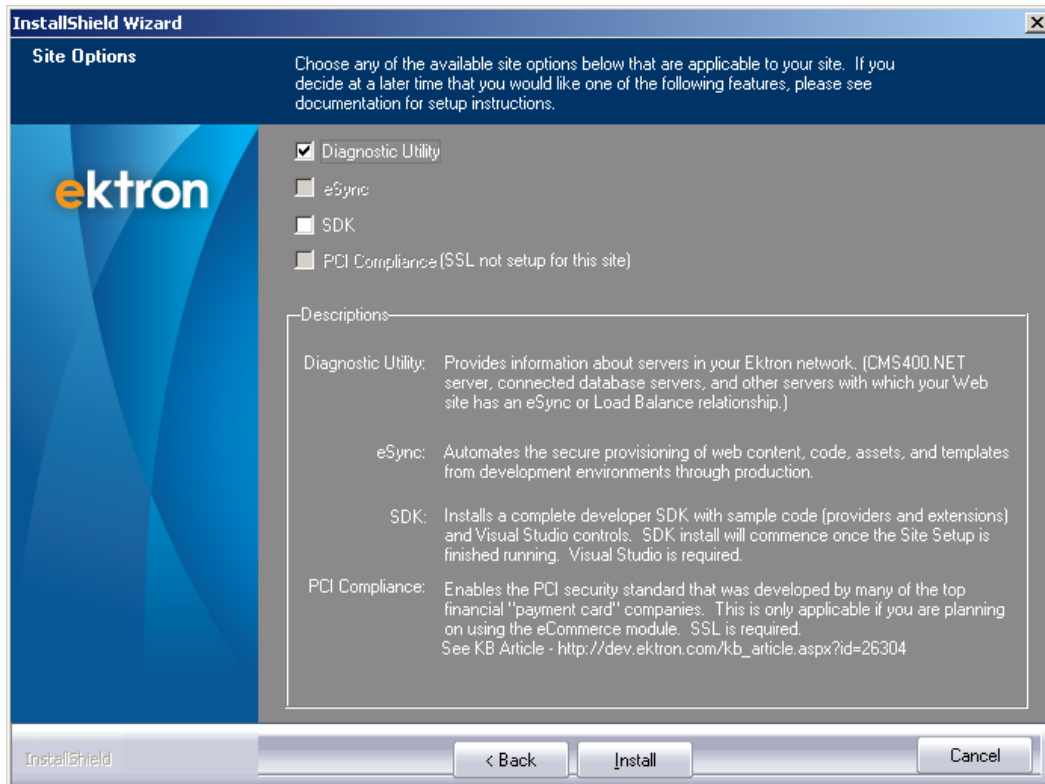 InstallShield Wizard
Site Options
Choose any of the available site options below that are applicable to your site. If you
decide at a later time that you would like one of the following features, please see
documentation for setup instructions.
ektron
Diagnostic Utility
eSync
SDK
PCI Compliance (SSL not setup for this site)
Descriptions
Diagnostic Utility: Provides information about servers in your Ektron network. (CMS400.NET
server, connected database servers, and other servers with which your Web
site has an eSync or Load Balance relationship.)
eSync: Automates the secure provisioning of web content, code, assets, and templates
from development environments through production.
SDK: Installs a complete developer SDK with sample code (providers and extensions)
and Visual Studio controls. SDK install will commence once the Site Setup is
finished running. Visual Studio is required.
PCI Compliance: Enables the PCI security standard that was developed by many of the top
financial "payment card" companies. This is only applicable if you are planning
on using the eCommerce module. SSL is required.
See KB Article - http://dev.ektron.com/kb_article.aspx?id=26304
InstallShield
< Back
Install
Cancel